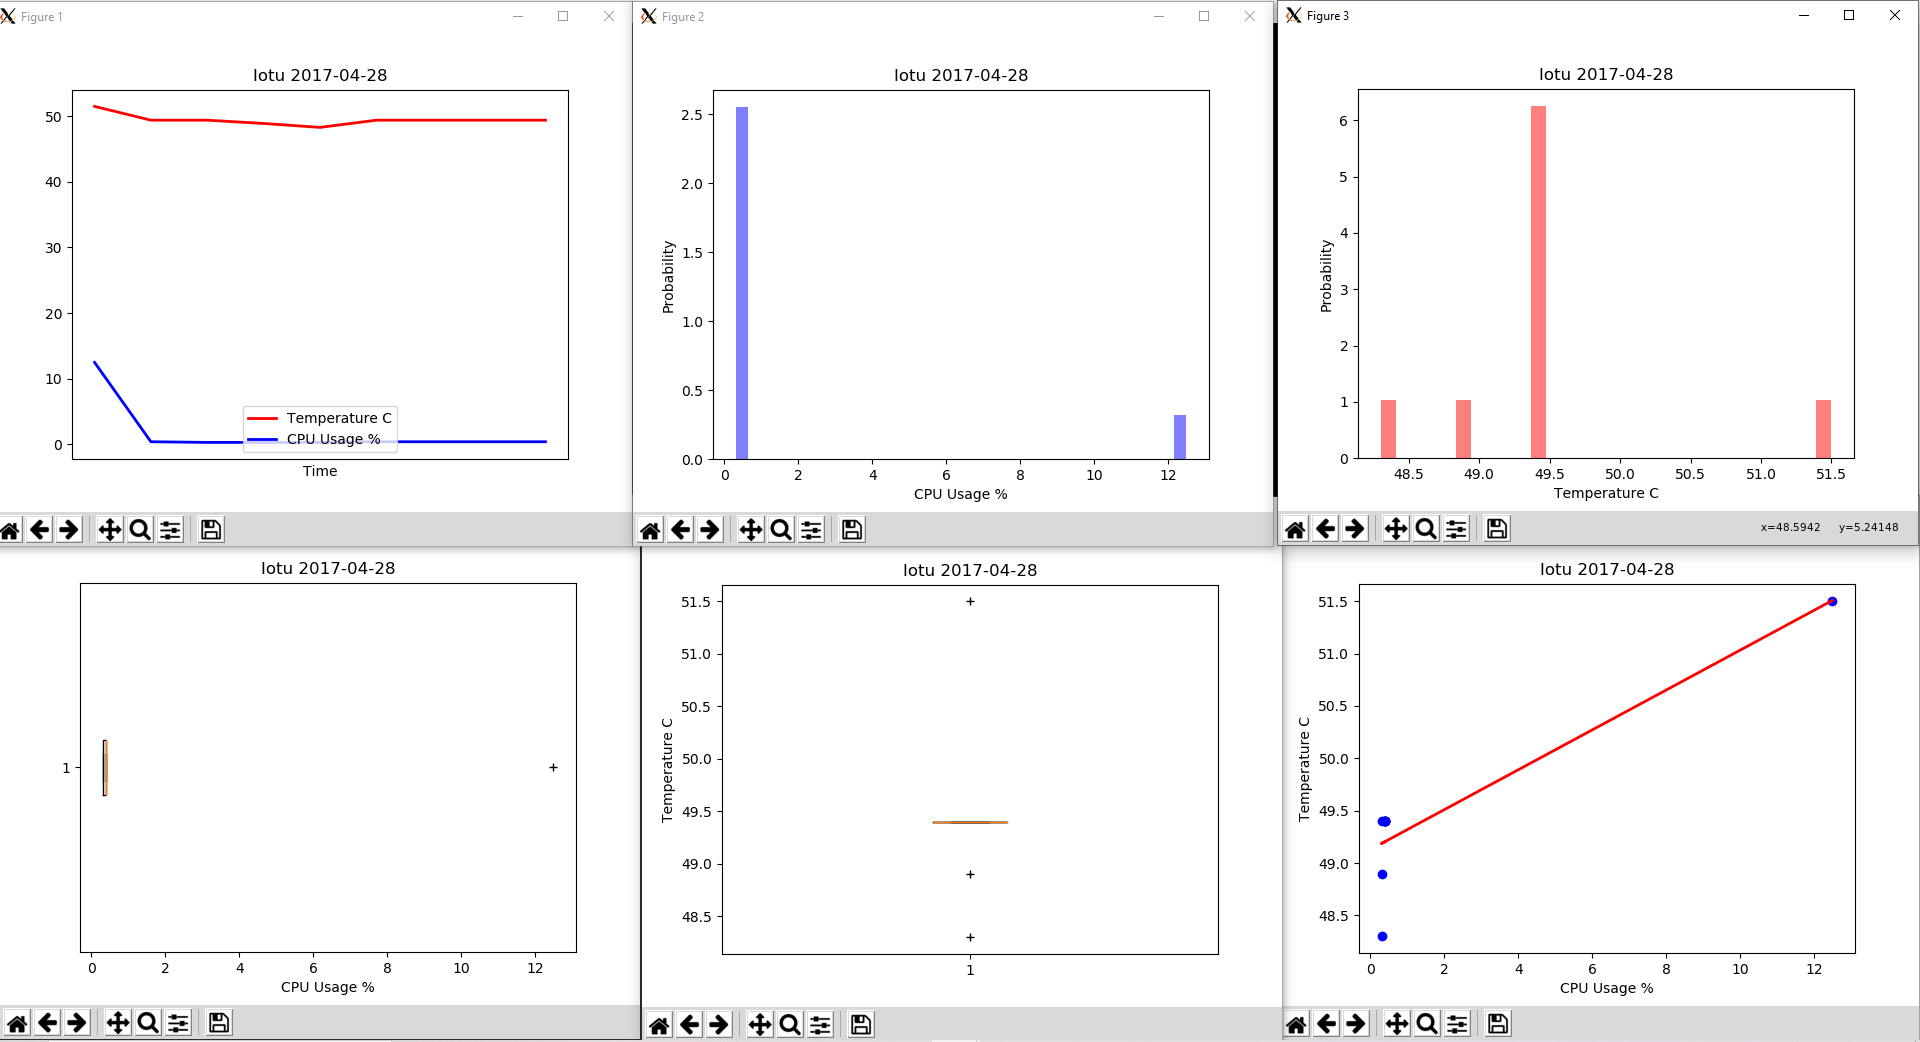 Figure 1
Iotu 2017-04-28
50
40
30
20
10
0
Temperature C
CPU Usage %
Time
Figure 2
Iotu 2017-04-28
Probability
2.5
2.0
1.5
1.0
0.5
0.0
0 2 4 6 8 10 12
CPU Usage %
Figure 3
Iotu 2017-04-28
Probability
6
5
4
3
2
1
0
48.5 49.0 49.5 50.0 50.5 51.0 51.5
Temperature C
x=48.5942 y=5.24148
Iotu 2017-04-28
1
0 2 4 6 8 10 12
CPU Usage %
Iotu 2017-04-28
Temperature C
51.5
51.0
50.5
50.0
49.5
49.0
48.5
1
Iotu 2017-04-28
Temperature C
51.5
51.0
50.5
50.0
49.5
49.0
48.5
0 2 4 6 8 10 12
CPU Usage %